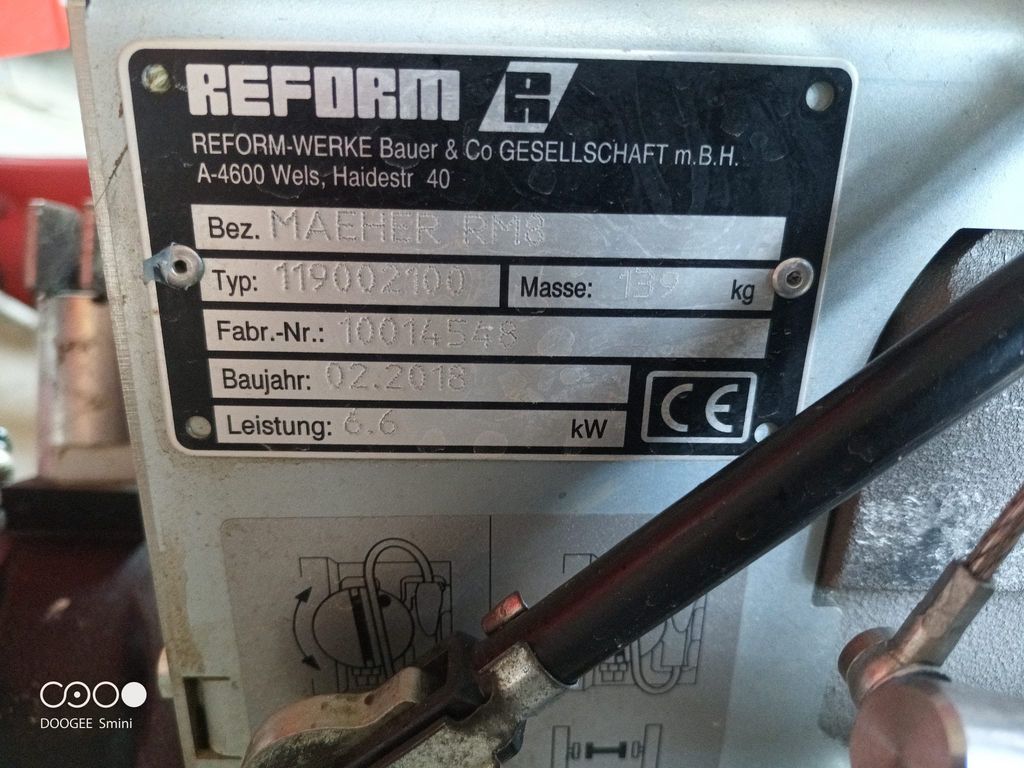 REFORM
REFORM-WERKE Bauer & Co GESELLSCHAFT m.B.H.
A-4600 Wels, Haidestr 40
Bez. MAEHER RM8
Typ: 119002100 Masse: 139 kg
Fabr.-Nr.: 10014548
Baujahr: 02.2018
Leistung: 6.6 kW
CE
DOOGEE Smini